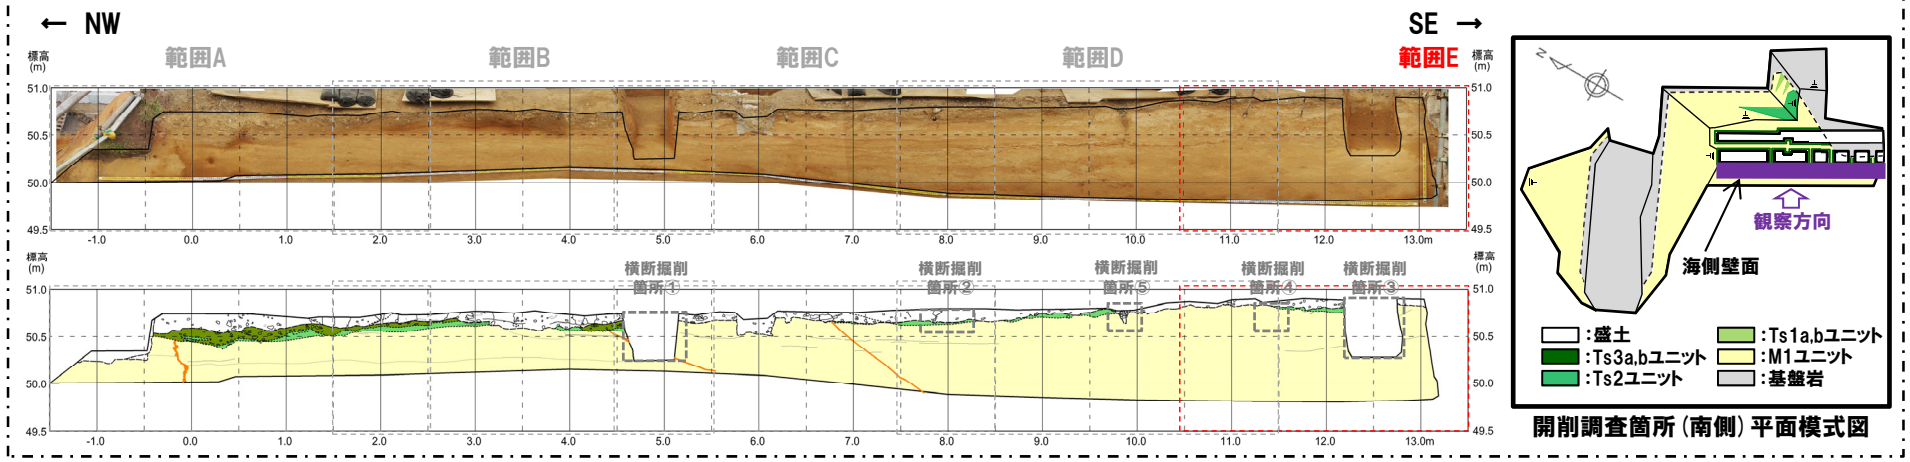 ← NW
SE →
範囲A
範囲B
範囲C
範囲D
範囲E
標高
(m)
標高
(m)
51.0
50.5
50.0
49.5
51.0
50.5
50.0
49.5
-1.0 0.0 1.0 2.0 3.0 4.0 5.0 6.0 7.0 8.0 9.0 10.0 11.0 12.0 13.0m
標高
(m)
標高
(m)
横断掘削
箇所①
横断掘削
箇所②
横断掘削
箇所⑤
横断掘削
箇所④
横断掘削
箇所③
51.0
50.5
50.0
49.5
51.0
50.5
50.0
49.5
-1.0 0.0 1.0 2.0 3.0 4.0 5.0 6.0 7.0 8.0 9.0 10.0 11.0 12.0 13.0m
N
観察方向
海側壁面
:盛土
:Ts3a,bユニット
:Ts2ユニット
:Ts1a,bユニット
:M1ユニット
:基盤岩
開削調査箇所(南側)平面模式図